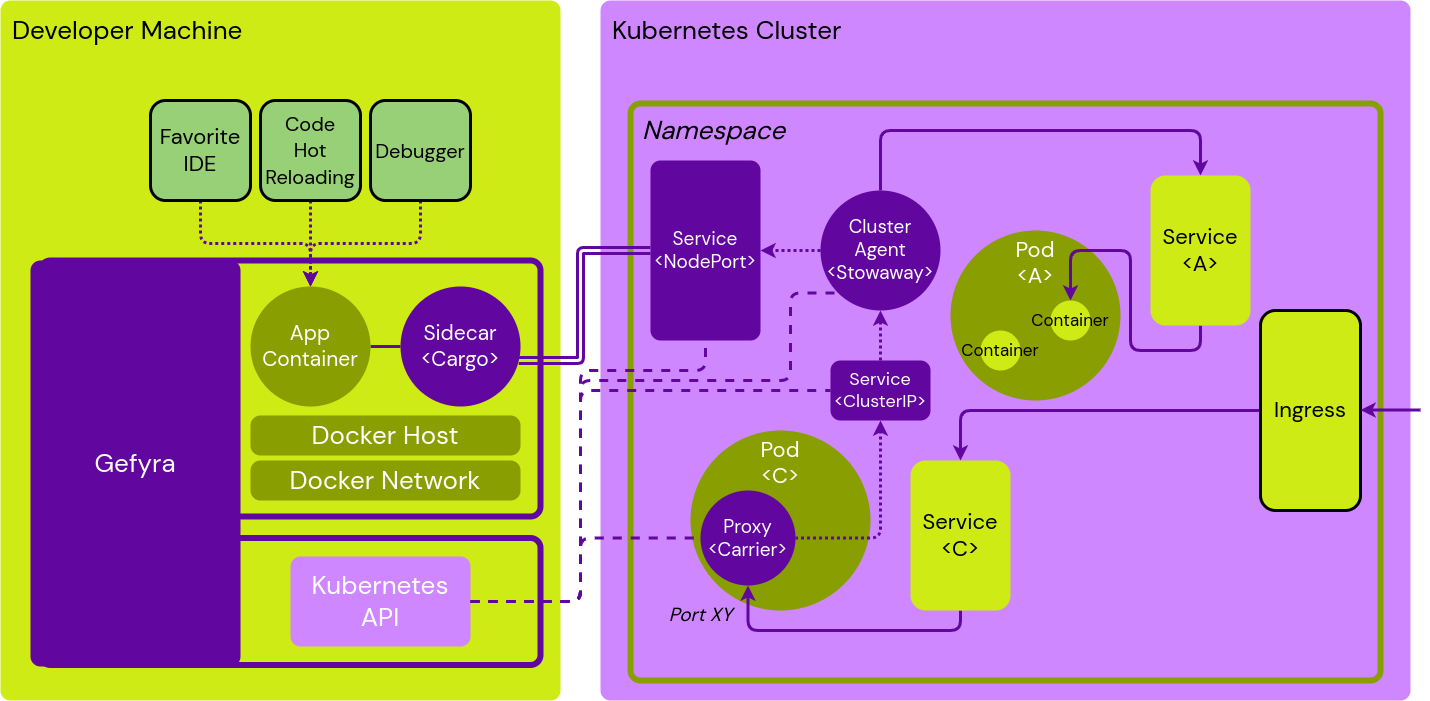 Developer Machine
Favorite
IDE
Code
Hot
Reloading
Debugger
Gefyra
App
Container
Sidecar
<Cargo>
Docker Host
Docker Network
Kubernetes
API
Kubernetes Cluster
Namespace
Service
<NodePort>
Cluster
Agent
<Stowaway>
Service
<A>
Pod
<A>
Container
Container
Service
<ClusterIP>
Ingress
Pod
<C>
Proxy
<Carrier>
Service
<C>
Port XY